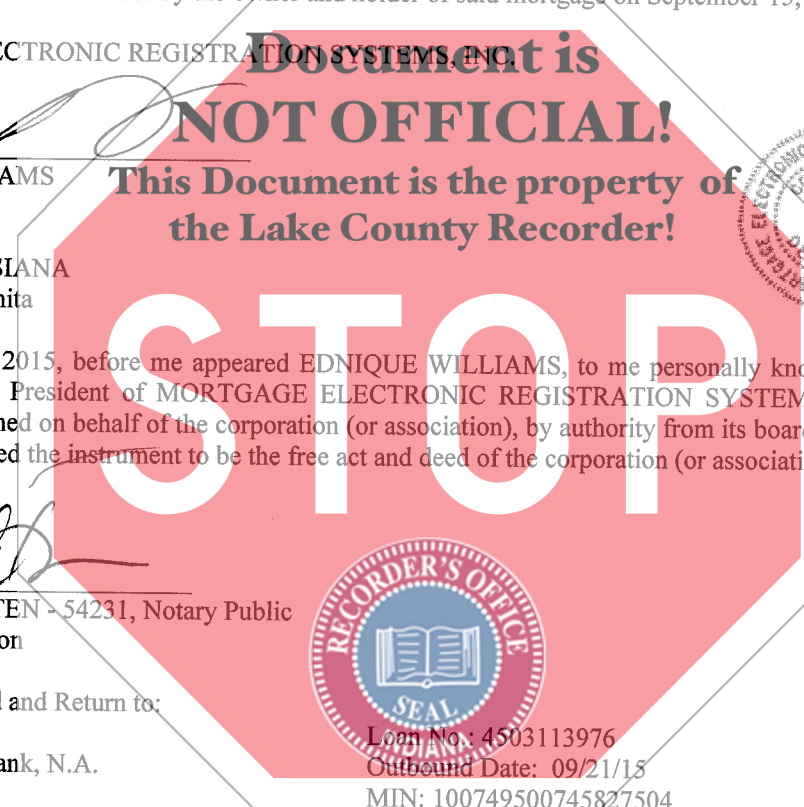 by the owner and holder of said mortgage on September 15,
ECTRONIC REGISTRATION SYSTEMS, INC.
Document is
NOT OFFICIAL!
AMS
This Document is the property of
the Lake County Recorder!
SIANA
nita
STOP
2015, before me appeared EDNIQUE WILLIAMS, to me personally kno
President of MORTGAGE ELECTRONIC REGISTRATION SYSTEM
ned on behalf of the corporation (or association), by authority from its boar
ed the instrument to be the free act and deed of the corporation (or associati
TEN - 54231, Notary Public
on
RECORDER'S OFFICE
SEAL
INDIANA
l and Return to:
ank, N.A.
Loan No.: 4503113976
Outbound Date: 09/21/15
MIN: 100749500745827504